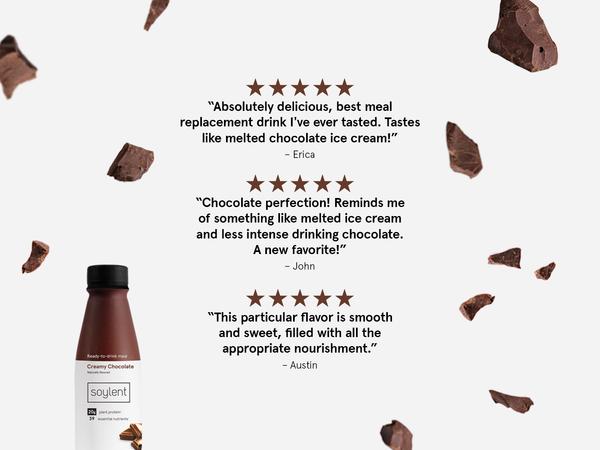 “Absolutely delicious, best meal
replacement drink I've ever tasted. Tastes
like melted chocolate ice cream!”
– Erica
“Chocolate perfection! Reminds me
of something like melted ice cream
and less intense drinking chocolate.
A new favorite!”
– John
“This particular flavor is smooth
and sweet, filled with all the
appropriate nourishment.”
– Austin
Ready-to-drink meal
Creamy Chocolate
Naturally flavored
soylent
20g plant protein
39 essential nutrients